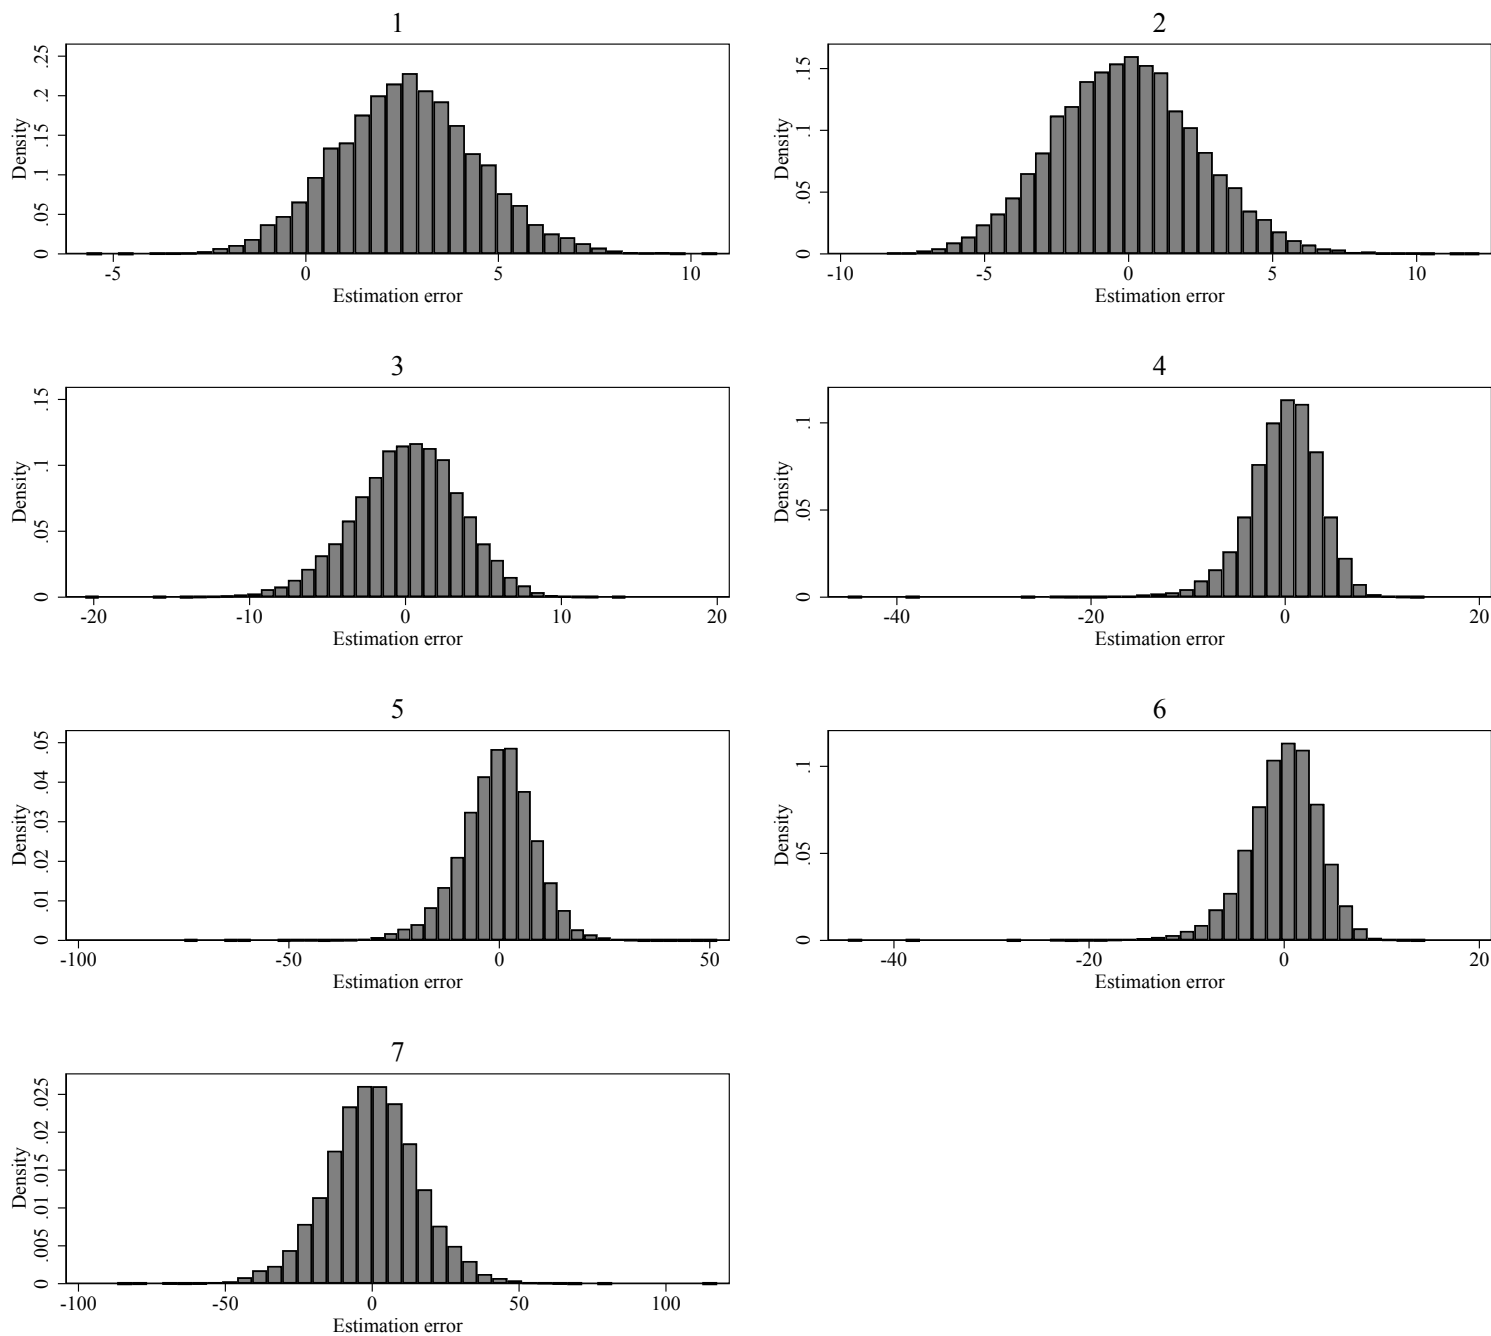 1
Density
0 .05 .1 .15 .2 .25
-5 0 5 10
Estimation error
2
Density
0 .05 .1 .15
-10 -5 0 5 10
Estimation error
3
Density
0 .05 .1 .15
-20 -10 0 10 20
Estimation error
4
Density
0 .05 .1
-40 -20 0 20
Estimation error
5
Density
0 .01 .02 .03 .04 .05
-100 -50 0 50
Estimation error
6
Density
0 .05 .1
-40 -20 0 20
Estimation error
7
Density
0 .005 .01 .015 .02 .025
-100 -50 0 50 100
Estimation error